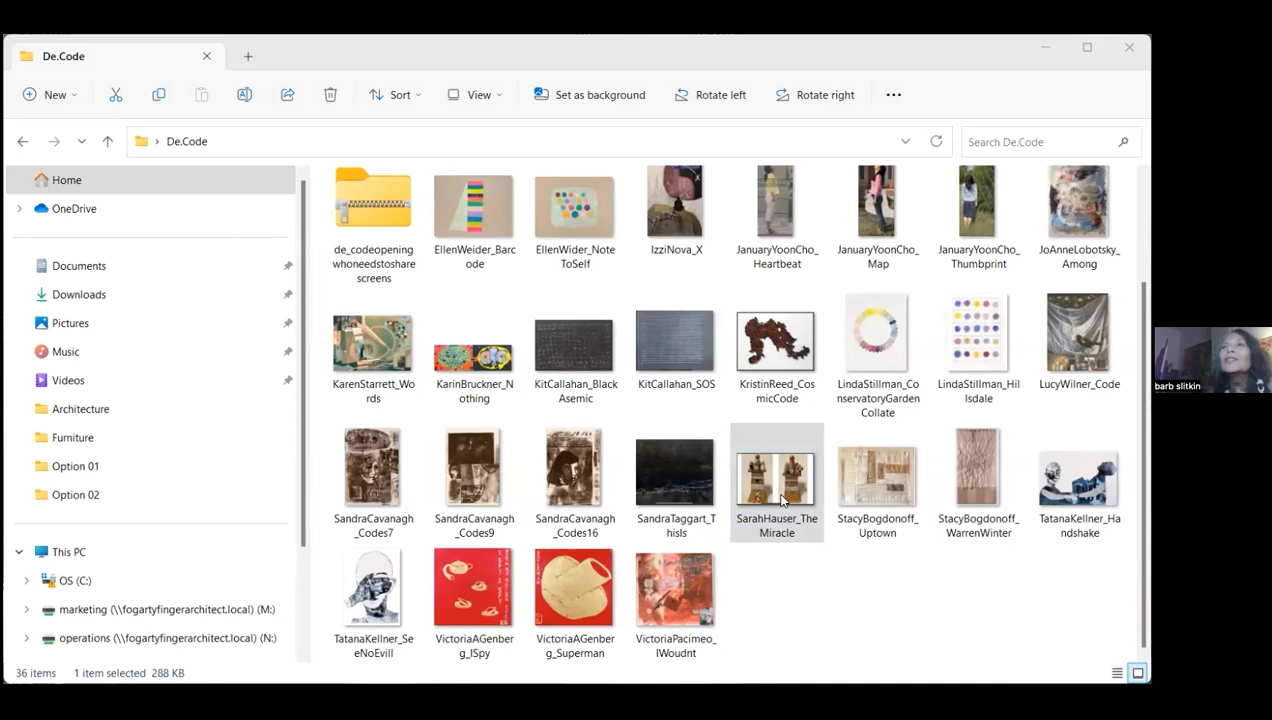 De.Code
New
Sort
View
Set as background
Rotate left
Rotate right
De.Code
Search De.Code
Home
OneDrive
Documents
Downloads
Pictures
Music
Videos
Architecture
Furniture
Option 01
Option 02
This PC
OS (C:)
marketing (\\fogartyfingerarchitect.local) (M:)
operations (\\fogartyfingerarchitect.local) (N:)
de_codeopening
whoneedstoshare
screens
EllenWeider_Barc
ode
EllenWider_Note
ToSelf
IzziNova_X
JanuaryYoonCho_
Heartbeat
JanuaryYoonCho_
Map
JanuaryYoonCho_
Thumbprint
JoAnneLobotsky_
Among
KarenStarrett_Wo
rds
KarinBruckner_N
othing
KitCallahan_Black
Asemic
KitCallahan_SOS
KristinReed_Cos
micCode
LindaStillman_Co
nservatoryGarden
Collate
LindaStillman_Hil
lsdale
LucyWilner_Code
SandraCavanagh
_Codes7
SandraCavanagh
_Codes9
SandraCavanagh
_Codes16
SandraTaggart_T
hisIs
SarahHauser_The
Miracle
StacyBogdonoff_
Uptown
StacyBogdonoff_
WarrenWinter
TatanaKellner_Ha
ndshake
TatanaKellner_Se
eNoEvill
VictoriaAGenber
g_ISpy
VictoriaAGenber
g_Superman
VictoriaPacimeo_
IWoudnt
36 items
1 item selected 288 KB
barb slitkin